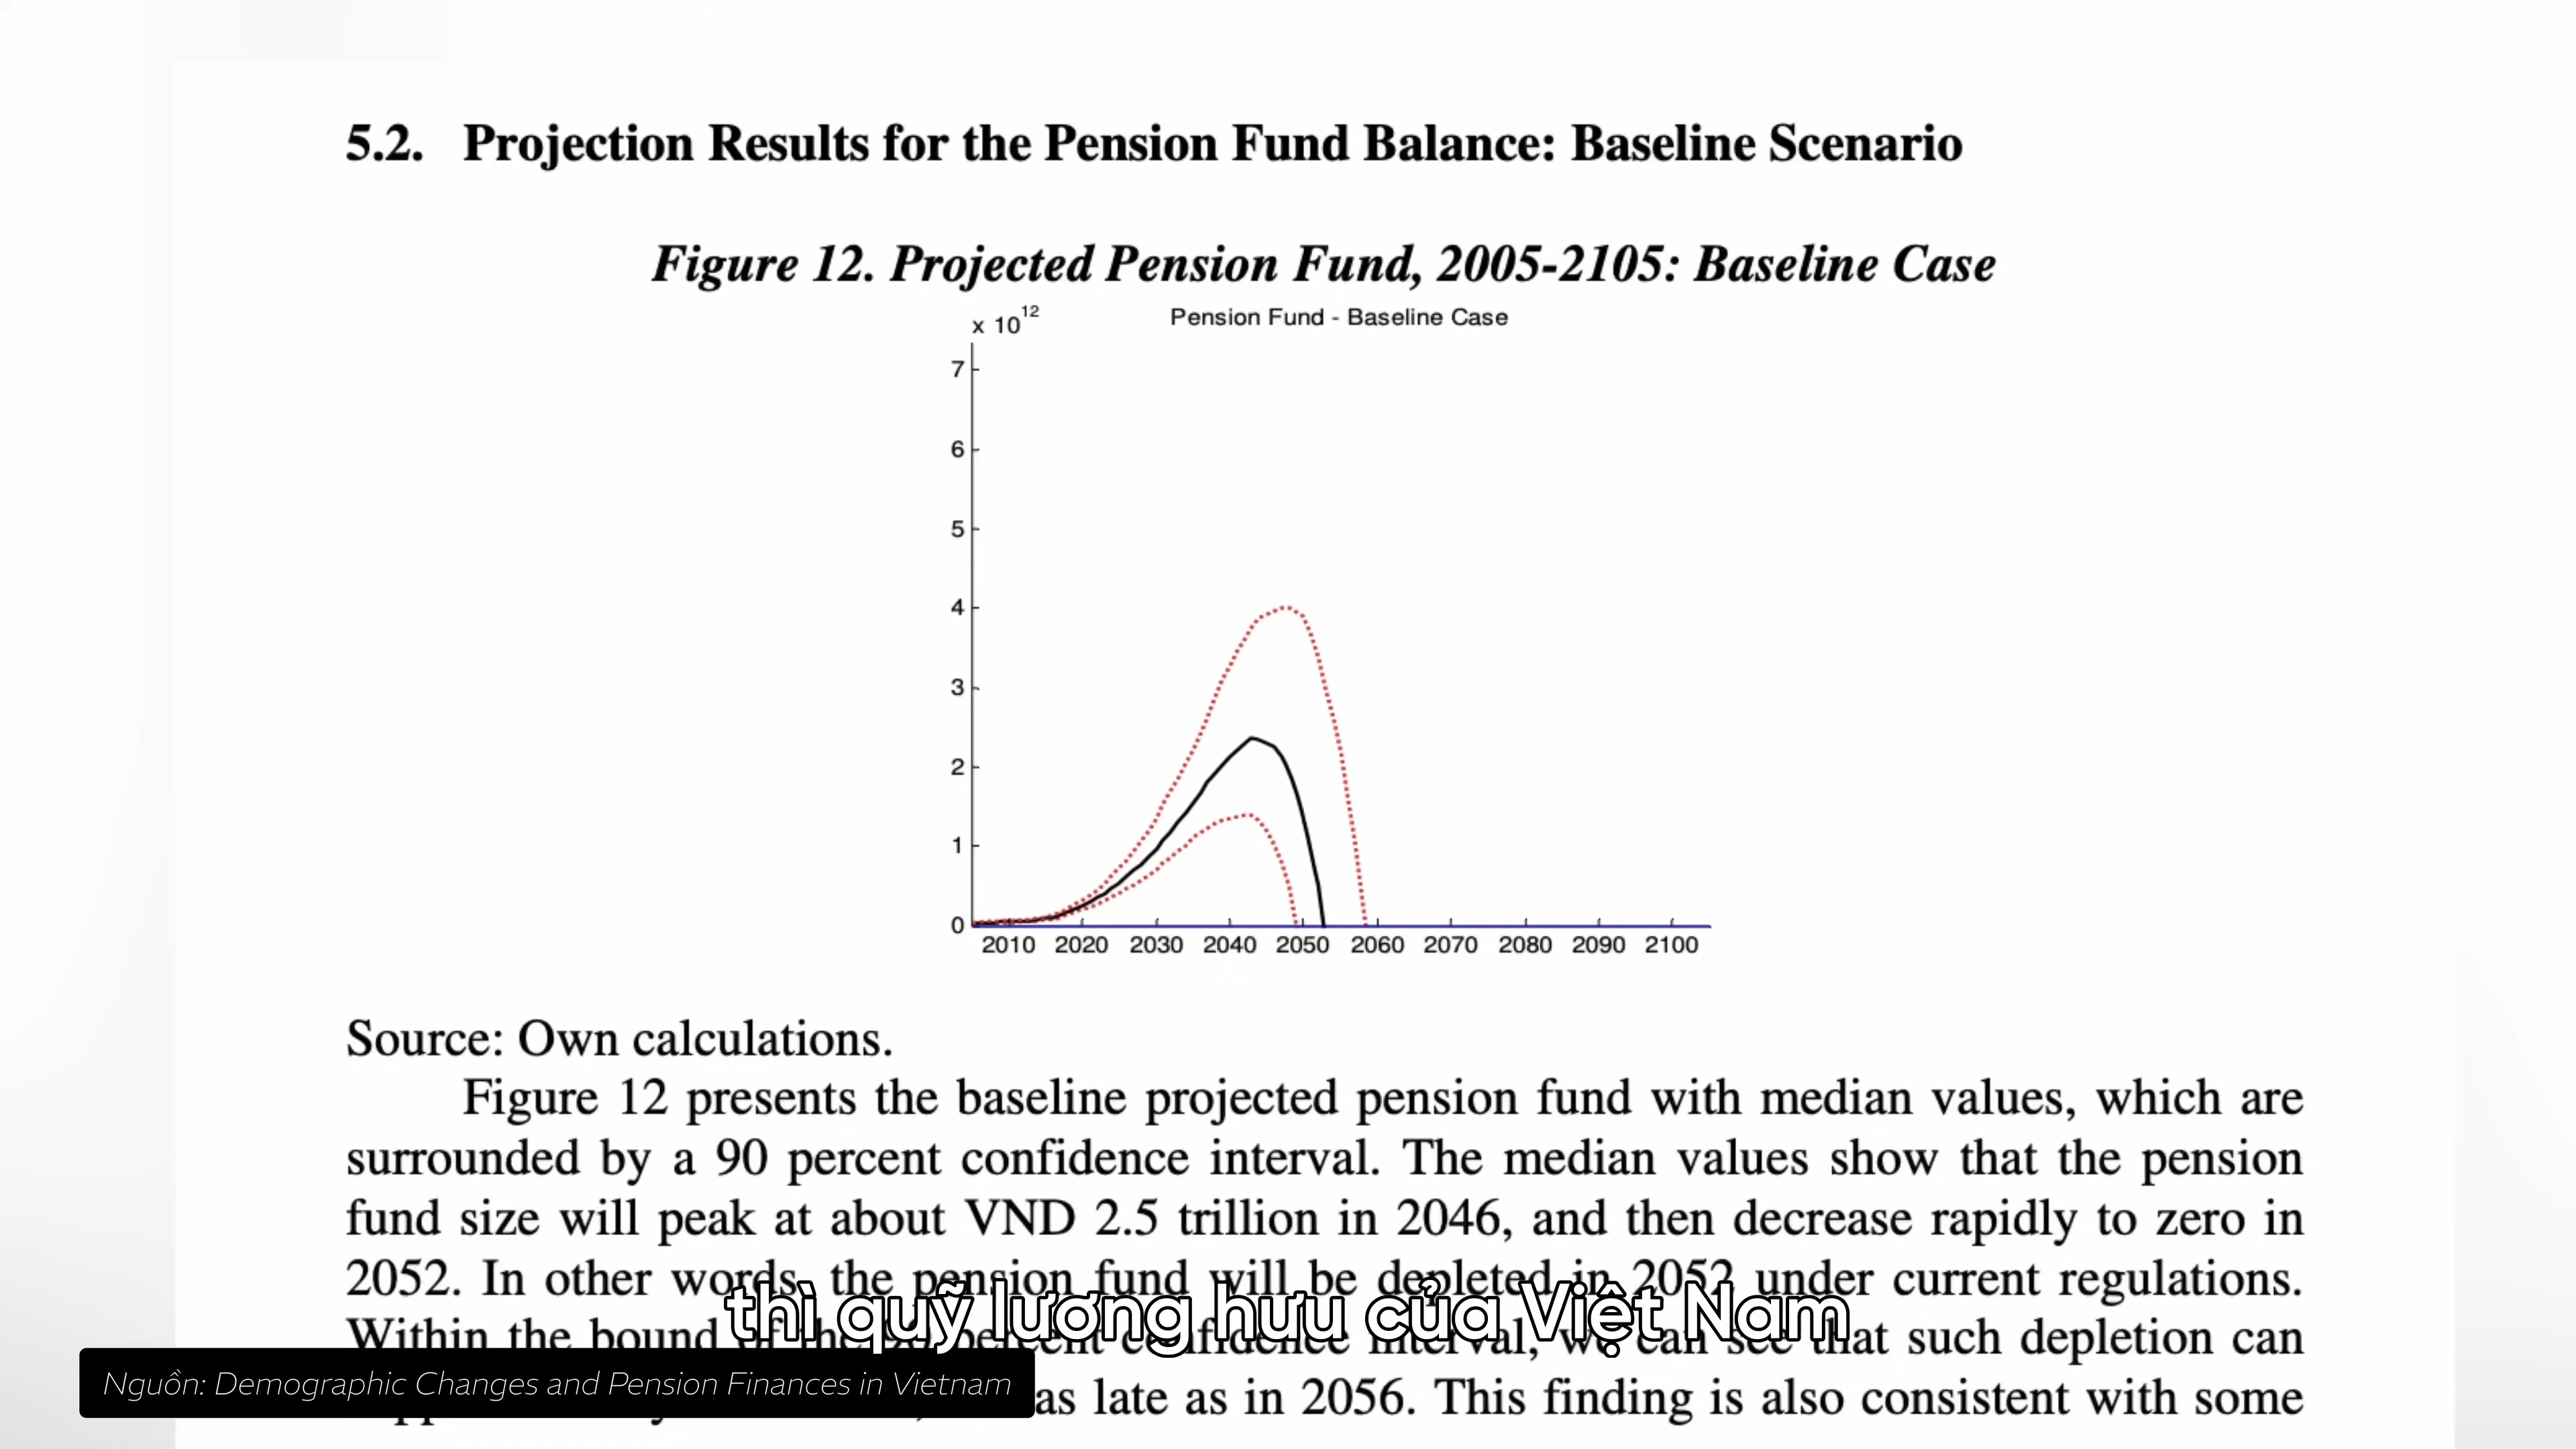 5.2. Projection Results for the Pension Fund Balance: Baseline Scenario
Figure 12. Projected Pension Fund, 2005-2105: Baseline Case
x 10¹²
Pension Fund - Baseline Case
7
6
5
4
3
2
1
0
2010 2020 2030 2040 2050 2060 2070 2080 2090 2100
Source: Own calculations.
Figure 12 presents the baseline projected pension fund with median values, which are
surrounded by a 90 percent confidence interval. The median values show that the pension
fund size will peak at about VND 2.5 trillion in 2046, and then decrease rapidly to zero in
2052. In other words, the pension fund will be depleted in 2052 under current regulations.
Within the bound of the 90 percent confidence interval, we can see that such depletion can
as late as in 2056. This finding is also consistent with some
thì quỹ lương hưu của Việt Nam
Nguồn: Demographic Changes and Pension Finances in Vietnam